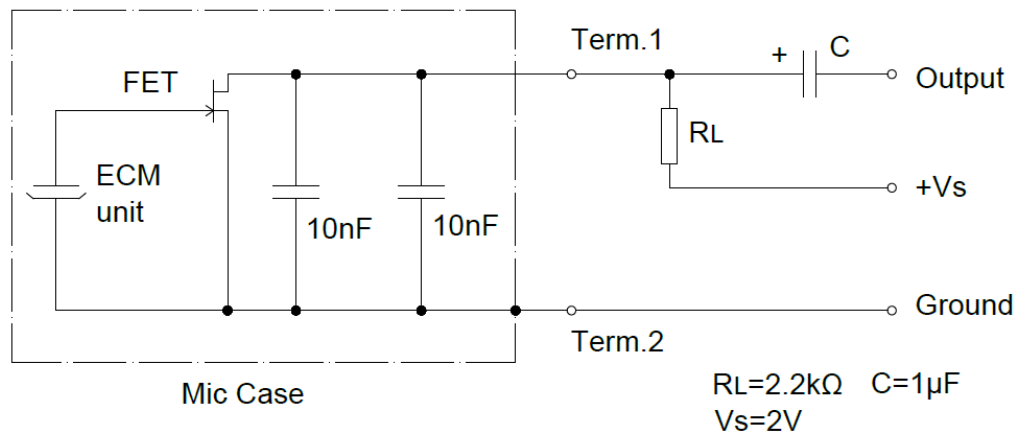 Term.1
+ C
FET
Output
RL
ECM
unit
+Vs
10nF
10nF
Ground
Term.2
Mic Case
RL=2.2kΩ C=1µF
Vs=2V